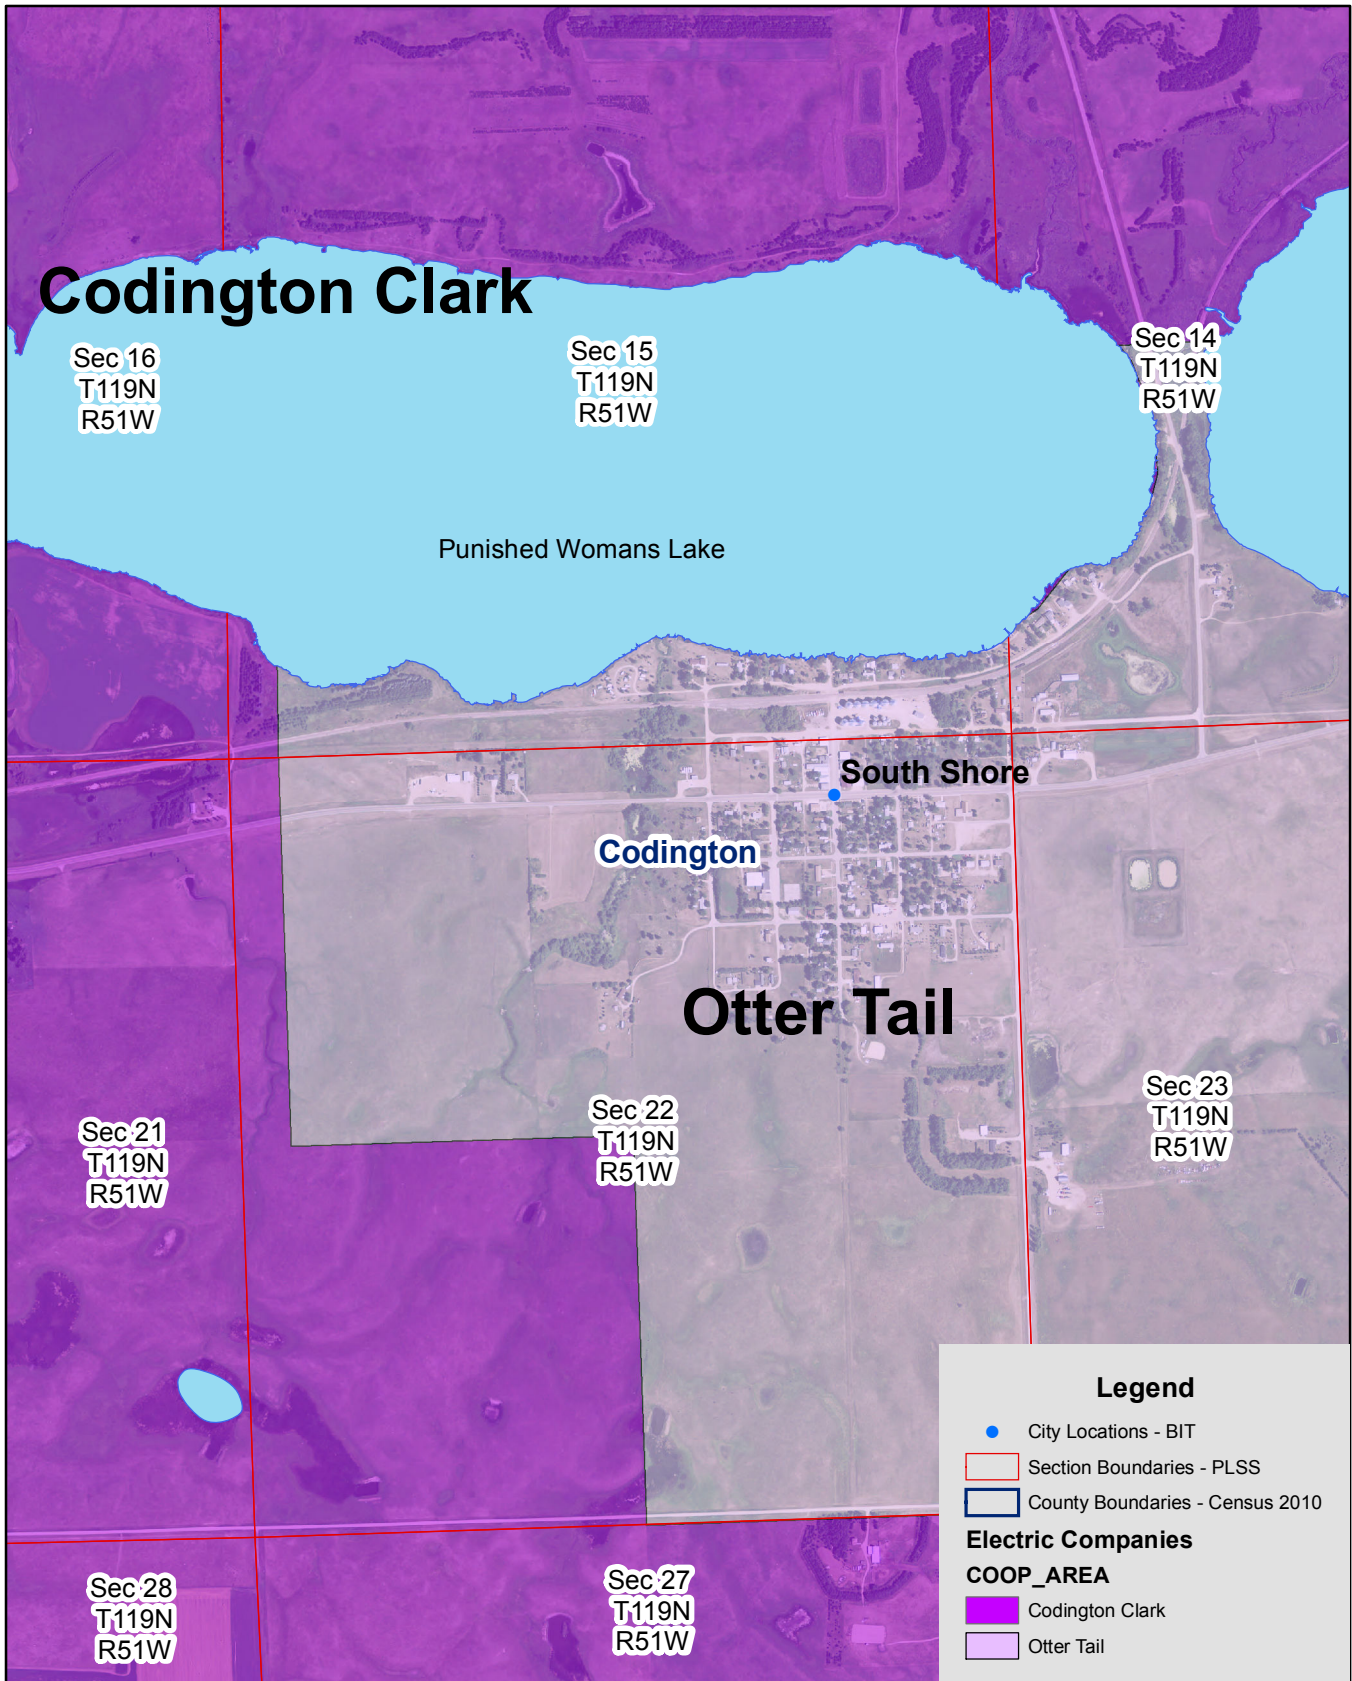 Codington Clark
Sec 16
T119N
R51W
Sec 15
T119N
R51W
Sec 14
T119N
R51W
Punished Womans Lake
South Shore
Codington
Otter Tail
Sec 21
T119N
R51W
Sec 22
T119N
R51W
Sec 23
T119N
R51W
Sec 28
T119N
R51W
Sec 27
T119N
R51W
Legend
City Locations - BIT
Section Boundaries - PLSS
County Boundaries - Census 2010
Electric Companies
COOP_AREA
Codington Clark
Otter Tail